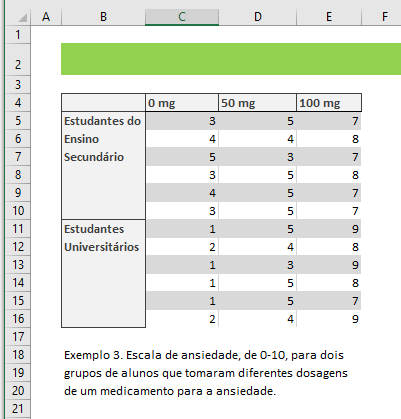 A B C D E F
1
2
3
4 0 mg 50 mg 100 mg
5 Estudantes do 3 5 7
6 Ensino 4 4 8
7 Secundário 5 3 7
8 3 5 8
9 4 5 7
10 3 5 7
11 Estudantes 1 5 9
12 Universitários 2 4 8
13 1 3 9
14 1 5 8
15 1 5 7
16 2 4 9
17
18 Exemplo 3. Escala de ansiedade, de 0-10, para dois
19 grupos de alunos que tomaram diferentes dosagens
20 de um medicamento para a ansiedade.
21